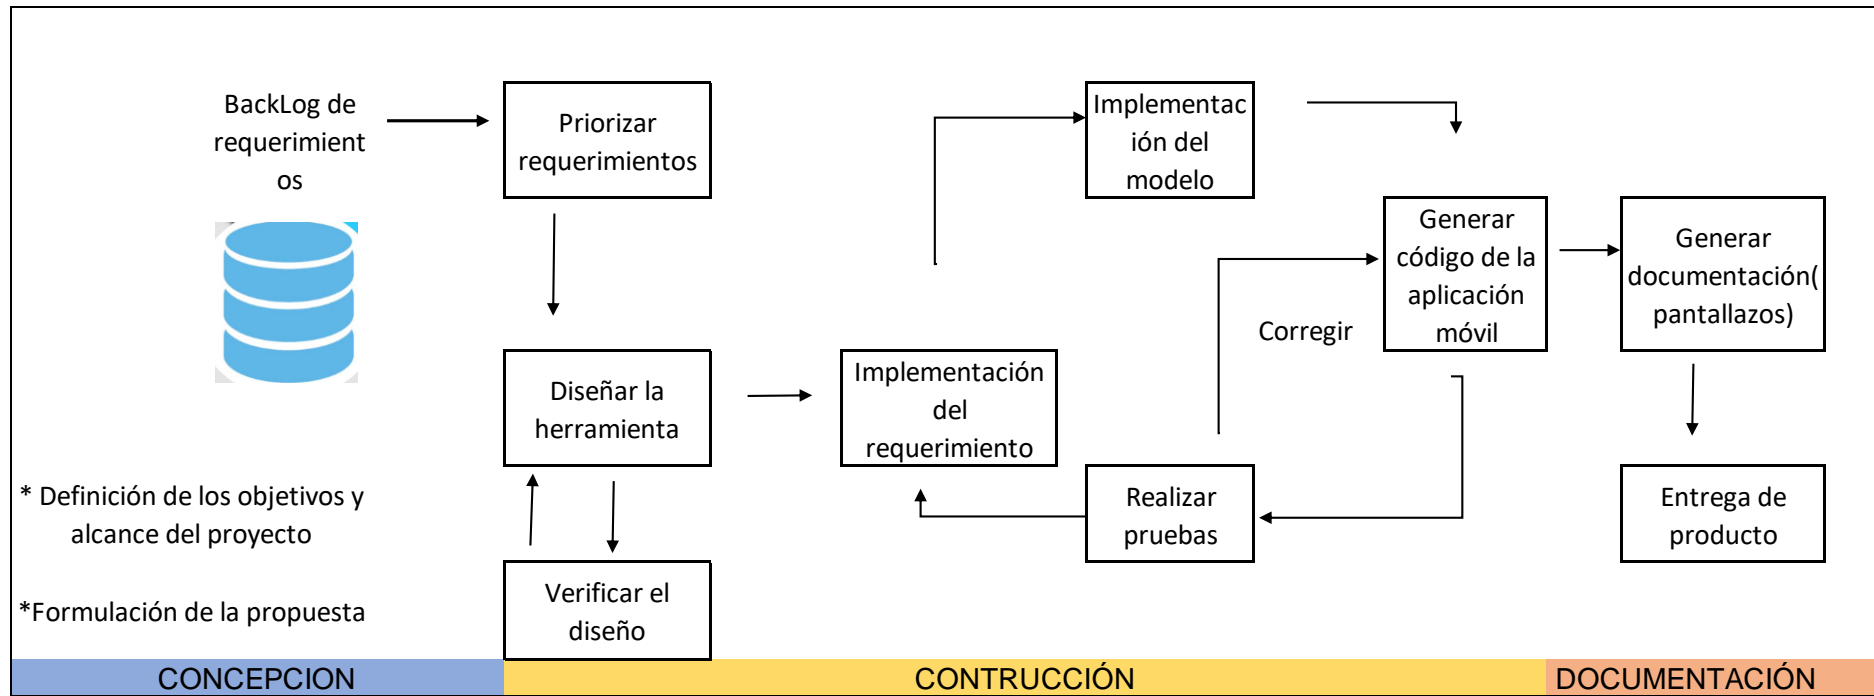 BackLog de
requerimient
os
Priorizar
requerimientos
Implementac
ión del
modelo
Generar
código de la
aplicación
móvil
Generar
documentación(
pantallazos)
Corregir
Diseñar la
herramienta
Implementación
del
requerimiento
* Definición de los objetivos y
alcance del proyecto
Realizar
pruebas
Entrega de
producto
*Formulación de la propuesta
Verificar el
diseño
CONCEPCION
CONTRUCCIÓN
DOCUMENTACIÓN